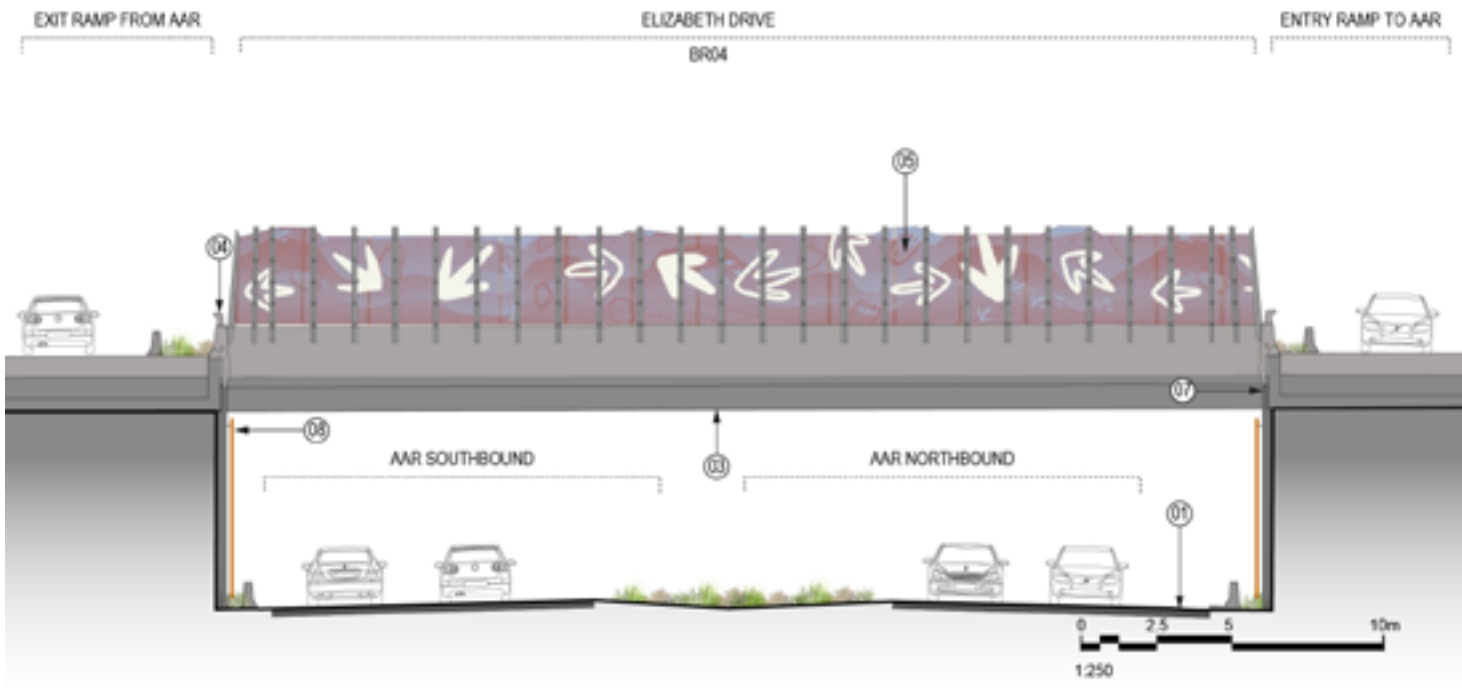 EXIT RAMP FROM AAR
ELIZABETH DRIVE
ENTRY RAMP TO AAR
BR04
05
04
07
08
03
AAR SOUTHBOUND
AAR NORTHBOUND
01
0 2.5 5 10m
1:250